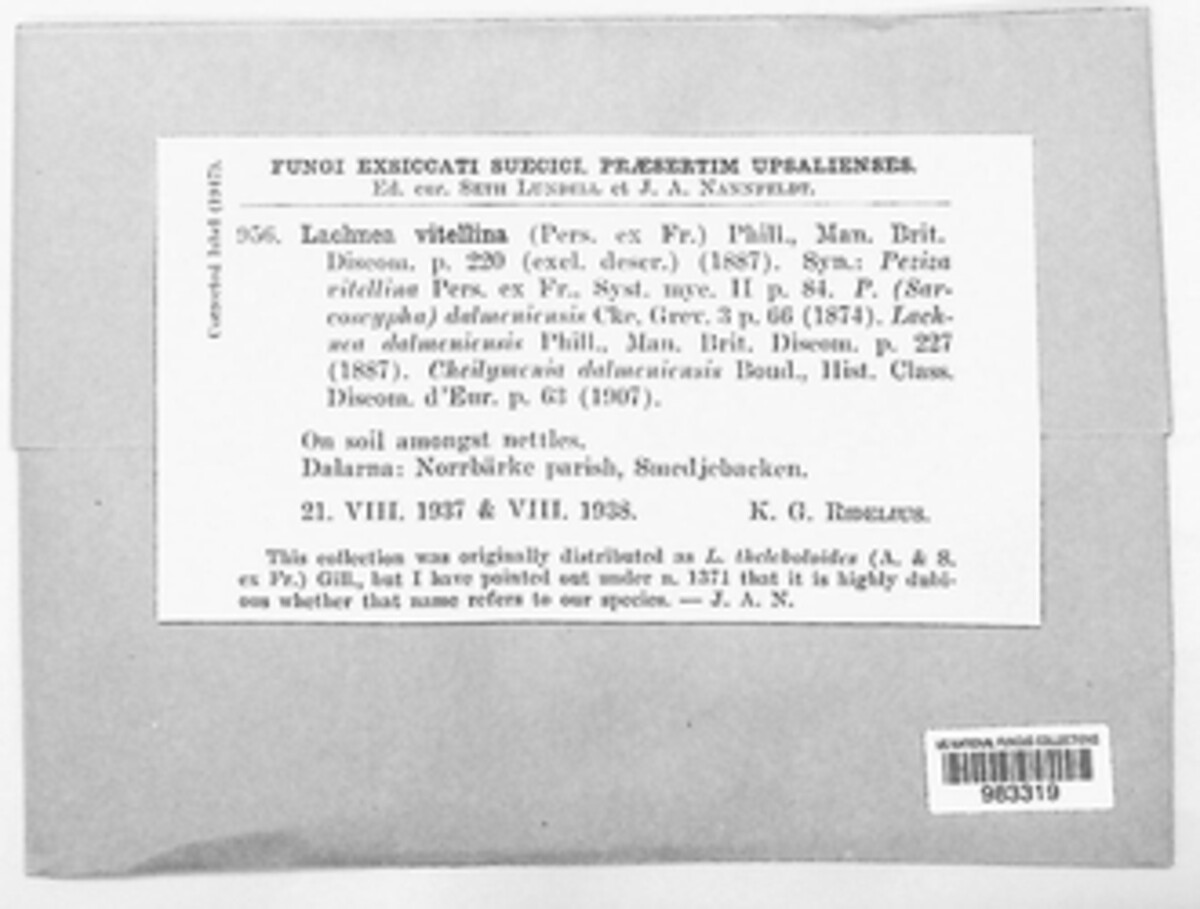 FUNGI EXSICCATI SUECICI, PRÆSERTIM UPSALIENSES.
Ed. cur. SETH LUNDELL et J. A. NANNFELDT.
Corrected label (1947).
956. Lachnea vitellina (Pers. ex Fr.) Phill., Man. Brit.
Discom. p. 220 (excl. descr.) (1887). Syn.: Peziza
vitellina Pers. ex Fr., Syst. myc. II p. 84. P. (Sar-
coscypha) dalmeniensis Cke, Grev. 3 p. 66 (1874). Lach-
nea dalmeniensis Phill., Man. Brit. Discom. p. 227
(1887). Cheilymenia dalmeniensis Boud., Hist. Class.
Discom. d'Eur. p. 63 (1907).
On soil amongst nettles.
Dalarna: Norrbärke parish, Smedjebacken.
21. VIII. 1937 & VIII. 1938. K. G. RIDELIUS.
This collection was originally distributed as L. theleboloides (A. & S.
ex Fr.) Gill., but I have pointed out under n. 1371 that it is highly dubi-
ous whether that name refers to our species. — J. A. N.
US NATIONAL FUNGUS COLLECTIONS
983319